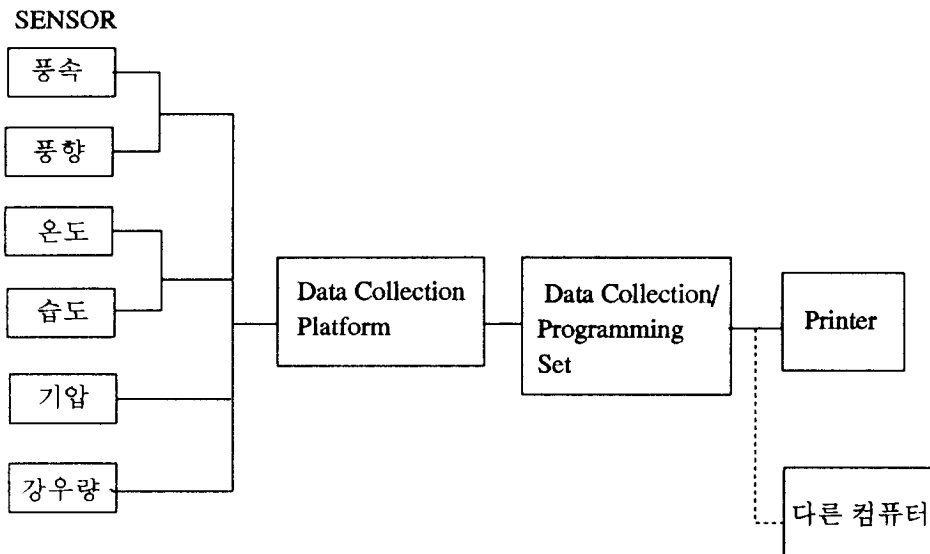 SENSOR
풍속
풍향
온도
습도
기압
강우량
Data Collection
Platform
Data Collection/
Programming
Set
Printer
다른 컴퓨터